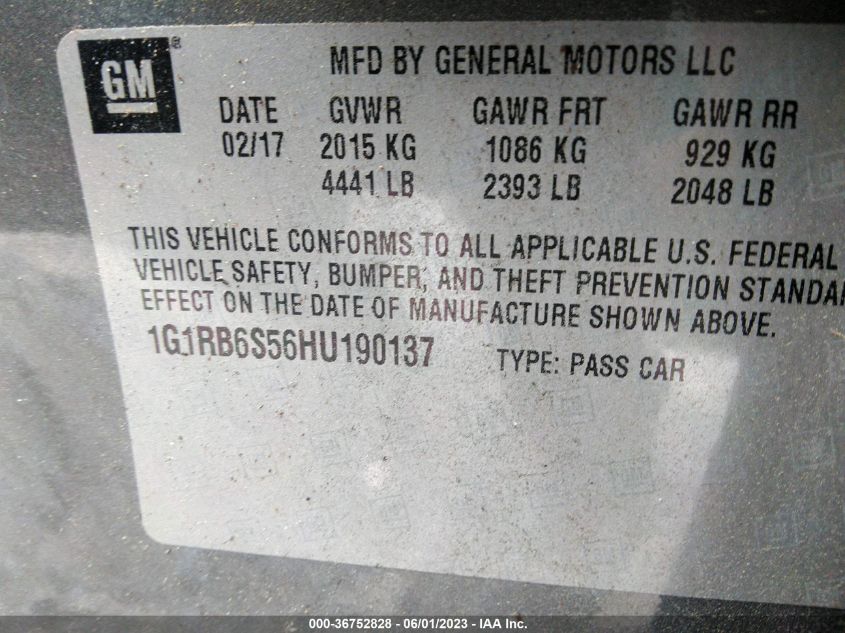 GM®
MFD BY GENERAL MOTORS LLC
DATE GVWR GAWR FRT GAWR RR
02/17 2015 KG 1086 KG 929 KG
4441 LB 2393 LB 2048 LB
THIS VEHICLE CONFORMS TO ALL APPLICABLE U.S. FEDERAL
VEHICLE SAFETY, BUMPER, AND THEFT PREVENTION STANDA
EFFECT ON THE DATE OF MANUFACTURE SHOWN ABOVE.
1G1RB6S56HU190137 TYPE: PASS CAR
000-36752828 - 06/01/2023 - IAA Inc.